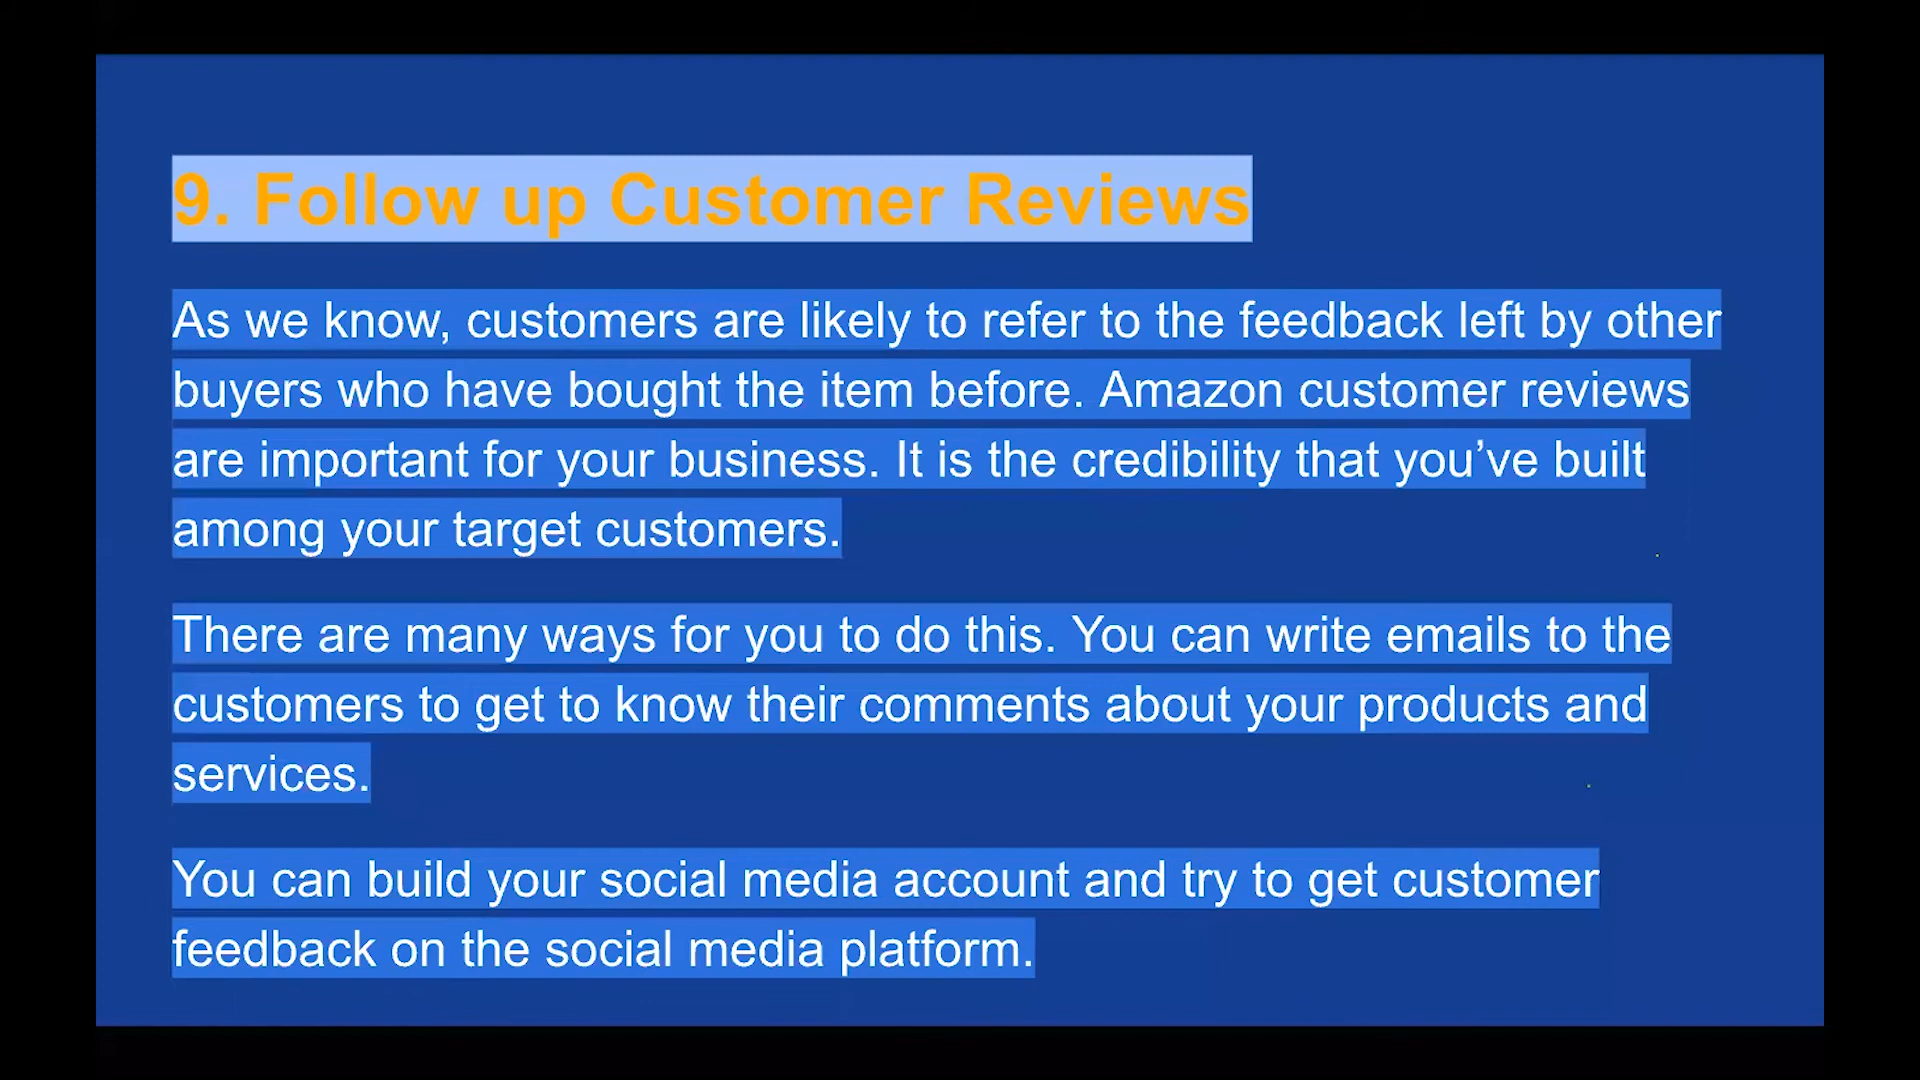 9. Follow up Customer Reviews
As we know, customers are likely to refer to the feedback left by other
buyers who have bought the item before. Amazon customer reviews
are important for your business. It is the credibility that you’ve built
among your target customers.
There are many ways for you to do this. You can write emails to the
customers to get to know their comments about your products and
services.
You can build your social media account and try to get customer
feedback on the social media platform.